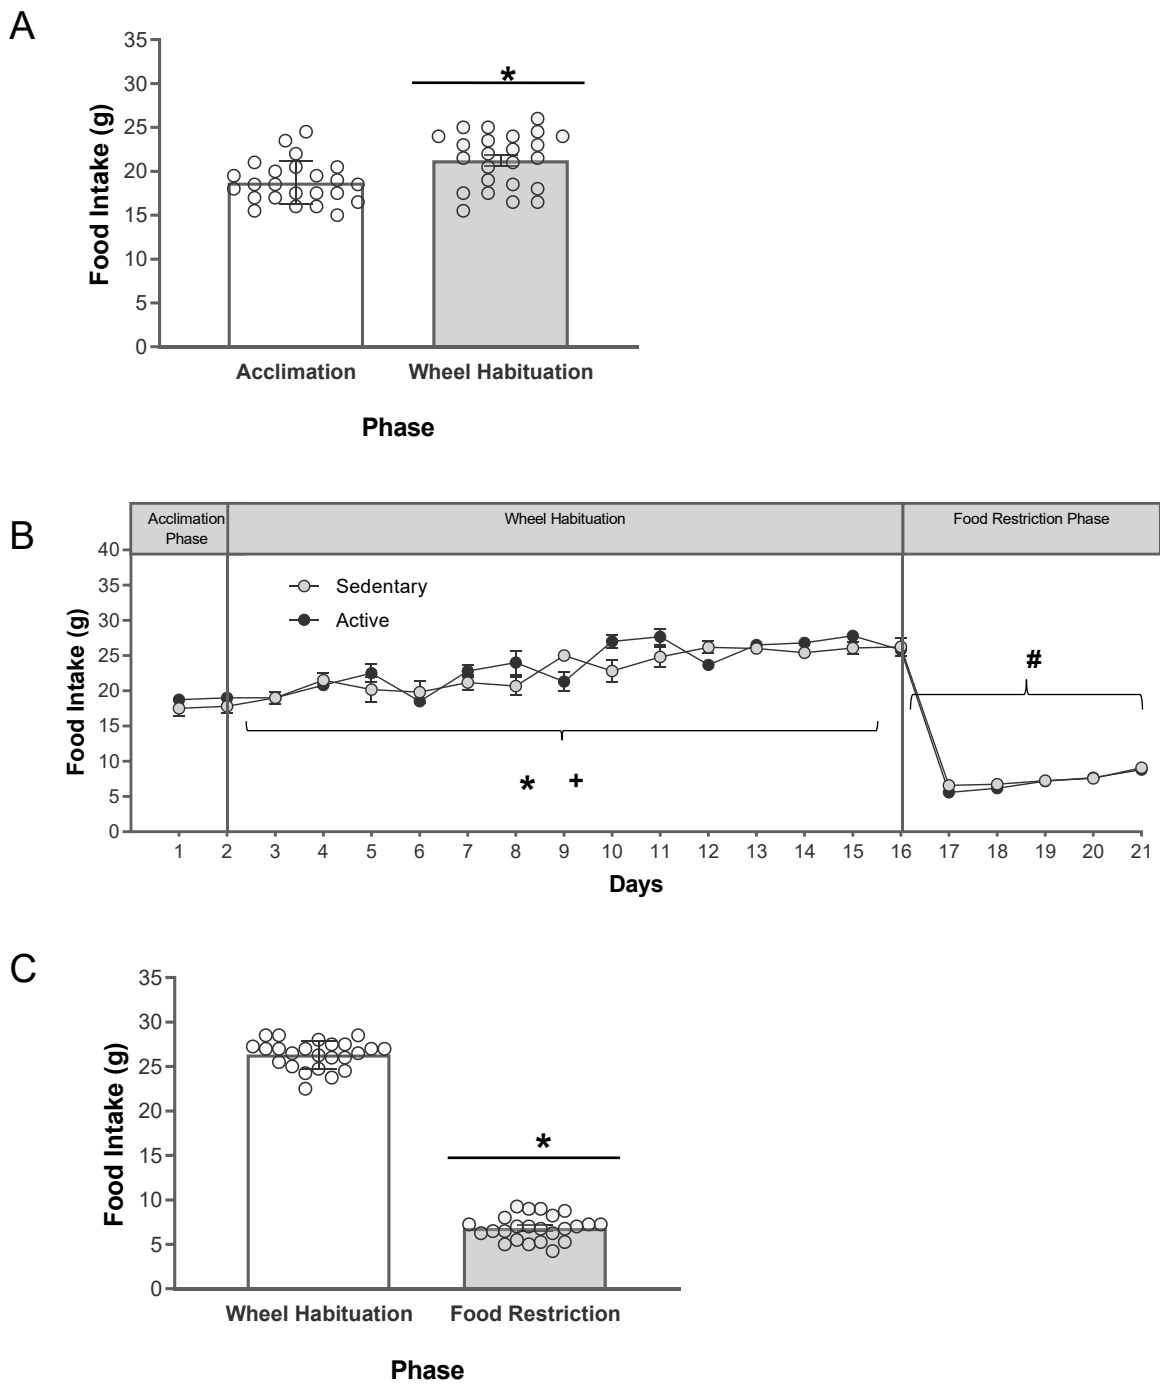 A
35
30
25
20
15
10
5
0
Food Intake (g)
*
Acclimation
Wheel Habituation
Phase
B
Acclimation
Phase
Wheel Habituation
Food Restriction Phase
40
35
30
25
20
15
10
5
0
Food Intake (g)
Sedentary
Active
#
* +
1 2 3 4 5 6 7 8 9 10 11 12 13 14 15 16 17 18 19 20 21
Days
C
35
30
25
20
15
10
5
0
Food Intake (g)
*
Wheel Habituation
Food Restriction
Phase